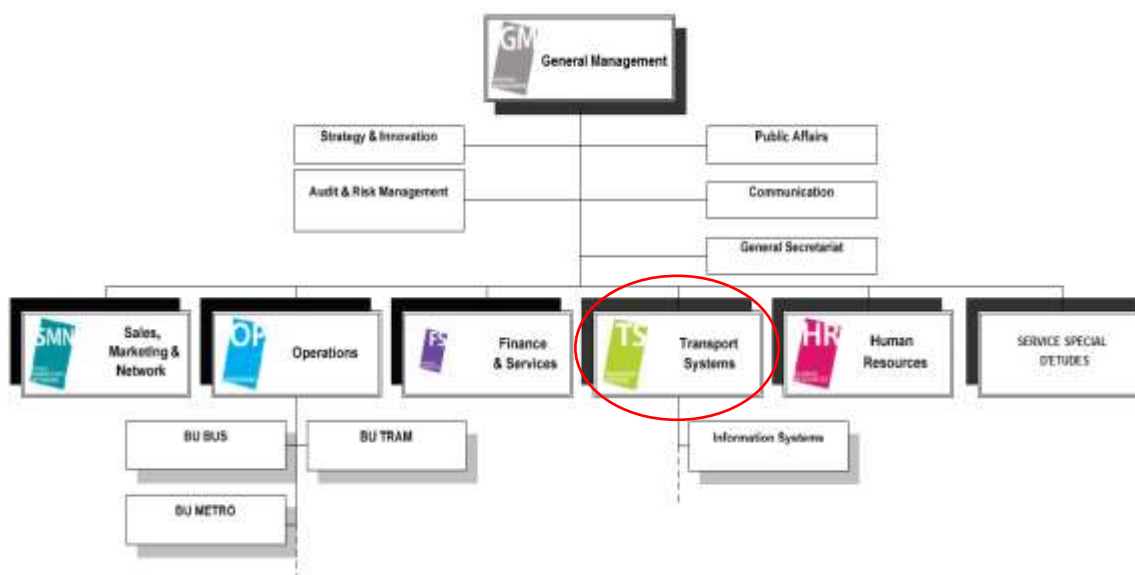 GM
General Management
Strategy & Innovation
Public Affairs
Audit & Risk Management
Communication
General Secretariat
SMN
Sales,
Marketing &
Network
OP
Operations
FS
Finance
& Services
TS
Transport
Systems
HR
Human
Resources
SERVICE SPECIAL
D'ETUDES
BU BUS
BU TRAM
Information Systems
BU METRO